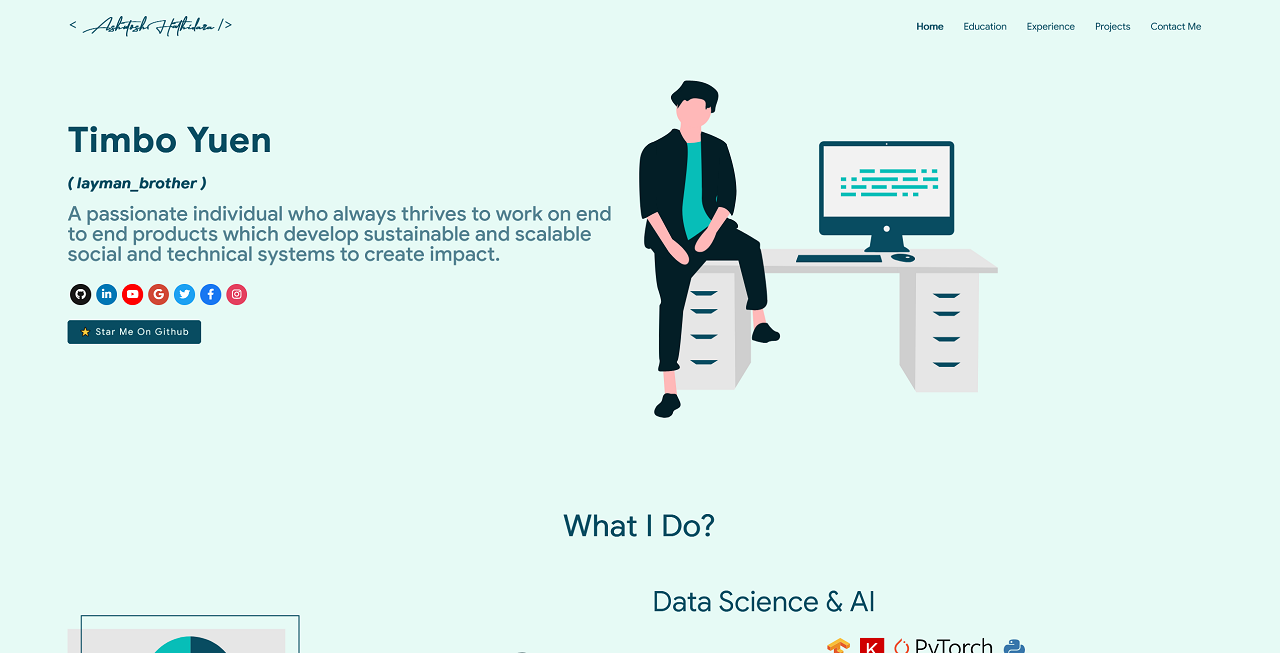 < Ashutosh Hathidara />
Home Education Experience Projects Contact Me
Timbo Yuen
( layman_brother )
A passionate individual who always thrives to work on end
to end products which develop sustainable and scalable
social and technical systems to create impact.
Star Me On Github
What I Do?
Data Science & AI
K PyTorch